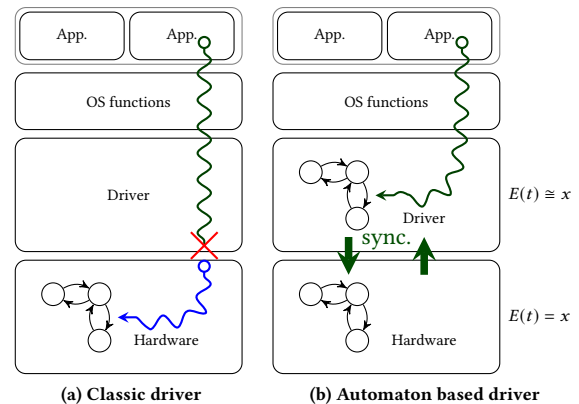 App. App.
OS functions
Driver
Hardware
(a) Classic driver
App. App.
OS functions
Driver
E(t) ≅ x
sync.
Hardware
E(t) = x
(b) Automaton based driver